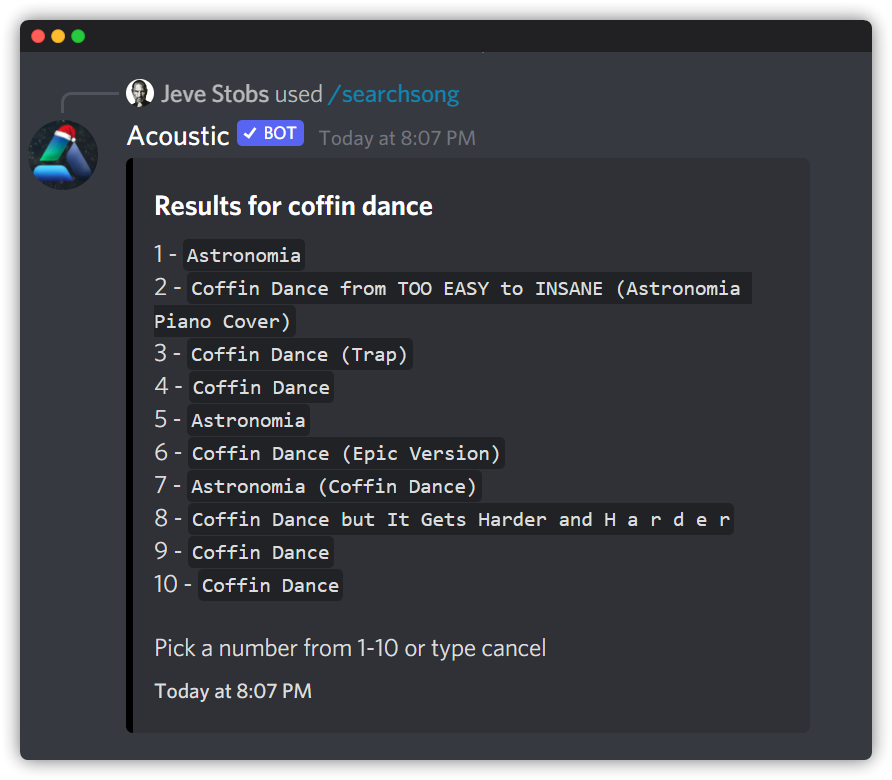 Jeve Stobs used /searchsong
Acoustic ✓ BOT Today at 8:07 PM
Results for coffin dance
1 - Astronomia
2 - Coffin Dance from TOO EASY to INSANE (Astronomia
Piano Cover)
3 - Coffin Dance (Trap)
4 - Coffin Dance
5 - Astronomia
6 - Coffin Dance (Epic Version)
7 - Astronomia (Coffin Dance)
8 - Coffin Dance but It Gets Harder and H a r d e r
9 - Coffin Dance
10 - Coffin Dance
Pick a number from 1-10 or type cancel
Today at 8:07 PM